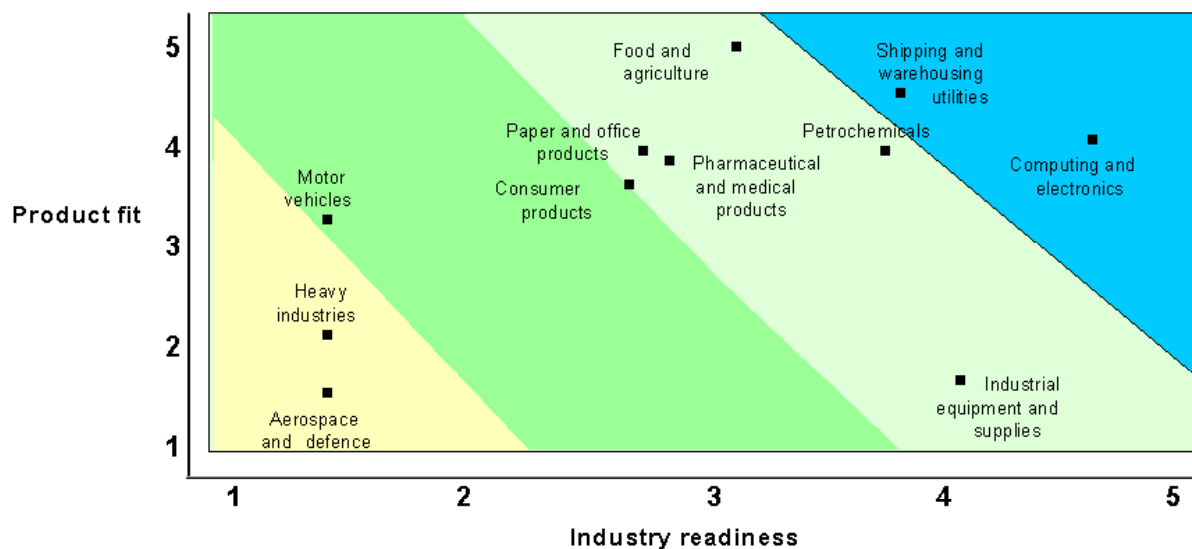 5
Food and
agriculture
Shipping and
warehousing
utilities
4
Paper and office
products
Petrochemicals
Pharmaceutical
and medical
products
Computing and
electronics
Motor
vehicles
Consumer
products
Product fit
3
Heavy
industries
2
Industrial
equipment and
supplies
Aerospace
and defence
1
1 2 3 4 5
Industry readiness